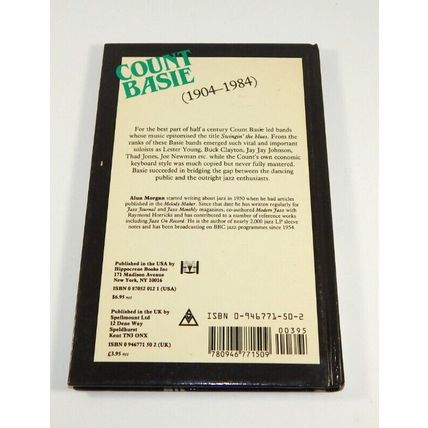 COUNT
BASIE
(1904–1984)
For the best part of half a century Count Basie led bands
whose music epitomised the title Swingin' the blues. From the
ranks of these Basie bands emerged such vital and important
soloists as Lester Young, Buck Clayton, Jay Jay Johnson,
Thad Jones, Joe Newman etc. while the Count's own economic
keyboard style was much copied but never fully mastered.
Basie succeeded in bridging the gap between the dancing
public and the outright jazz enthusiasts.
Alun Morgan started writing about jazz in 1950 when he had articles
published in the Melody Maker. Since that date he has written regularly for
Jazz Journal and Jazz Monthly magazines, co-authored Modern Jazz with
Raymond Horricks and has contributed to a number of reference works
including Jazz On Record. He is the author of nearly 2,000 jazz LP sleeve
notes and has been broadcasting on BBC jazz programmes since 1954.
Published in the USA by
Hippocrene Books Inc
171 Madison Avenue
New York, NY 10016
ISBN 0 87052 012 1 (USA)
$6.95 net
Published in the UK by
Spellmount Ltd
12 Dene Way
Speldhurst
Kent TN3 0NX
ISBN 0 946771 50 2 (UK)
£3.95 net
ISBN 0-946771-50-2
00395
9 780946 771509